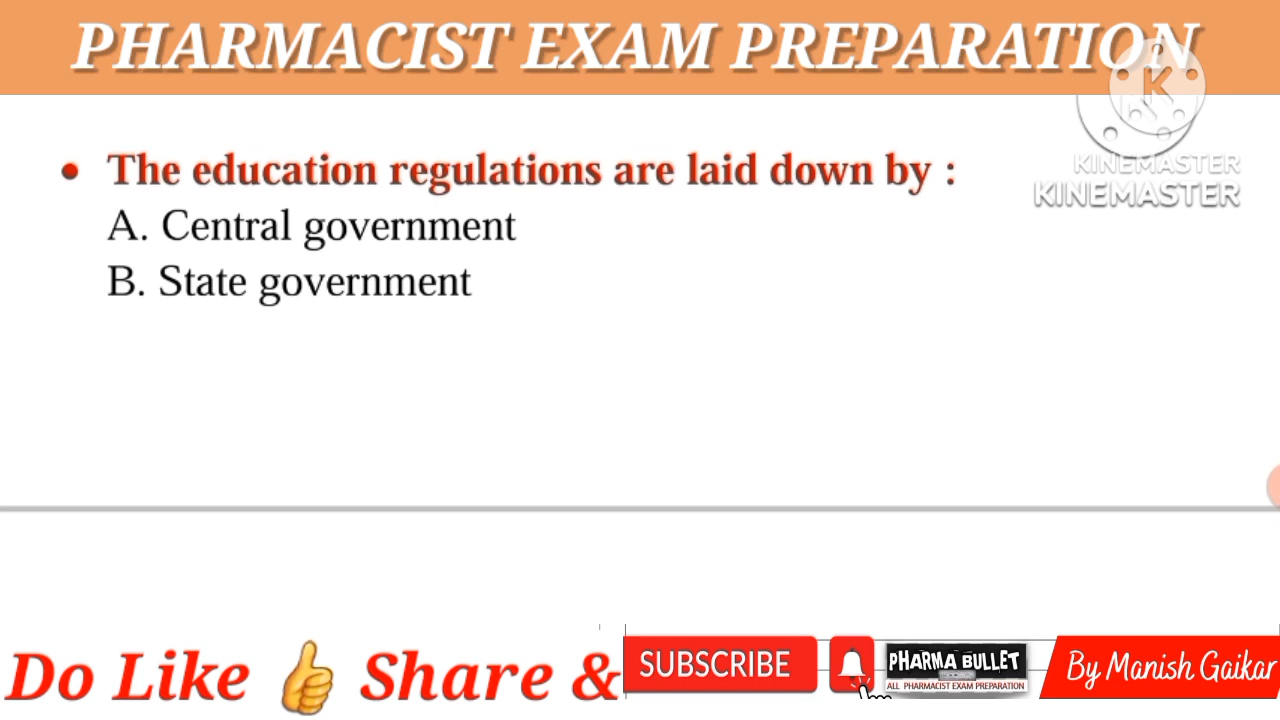 PHARMACIST EXAM PREPARATION
K
KINEMASTER
KINEMASTER
• The education regulations are laid down by :
A. Central government
B. State government
Do Like 👍 Share &
SUBSCRIBE
PHARMA BULLET
ALL PHARMACIST EXAM PREPARATION
By Manish Gaikar